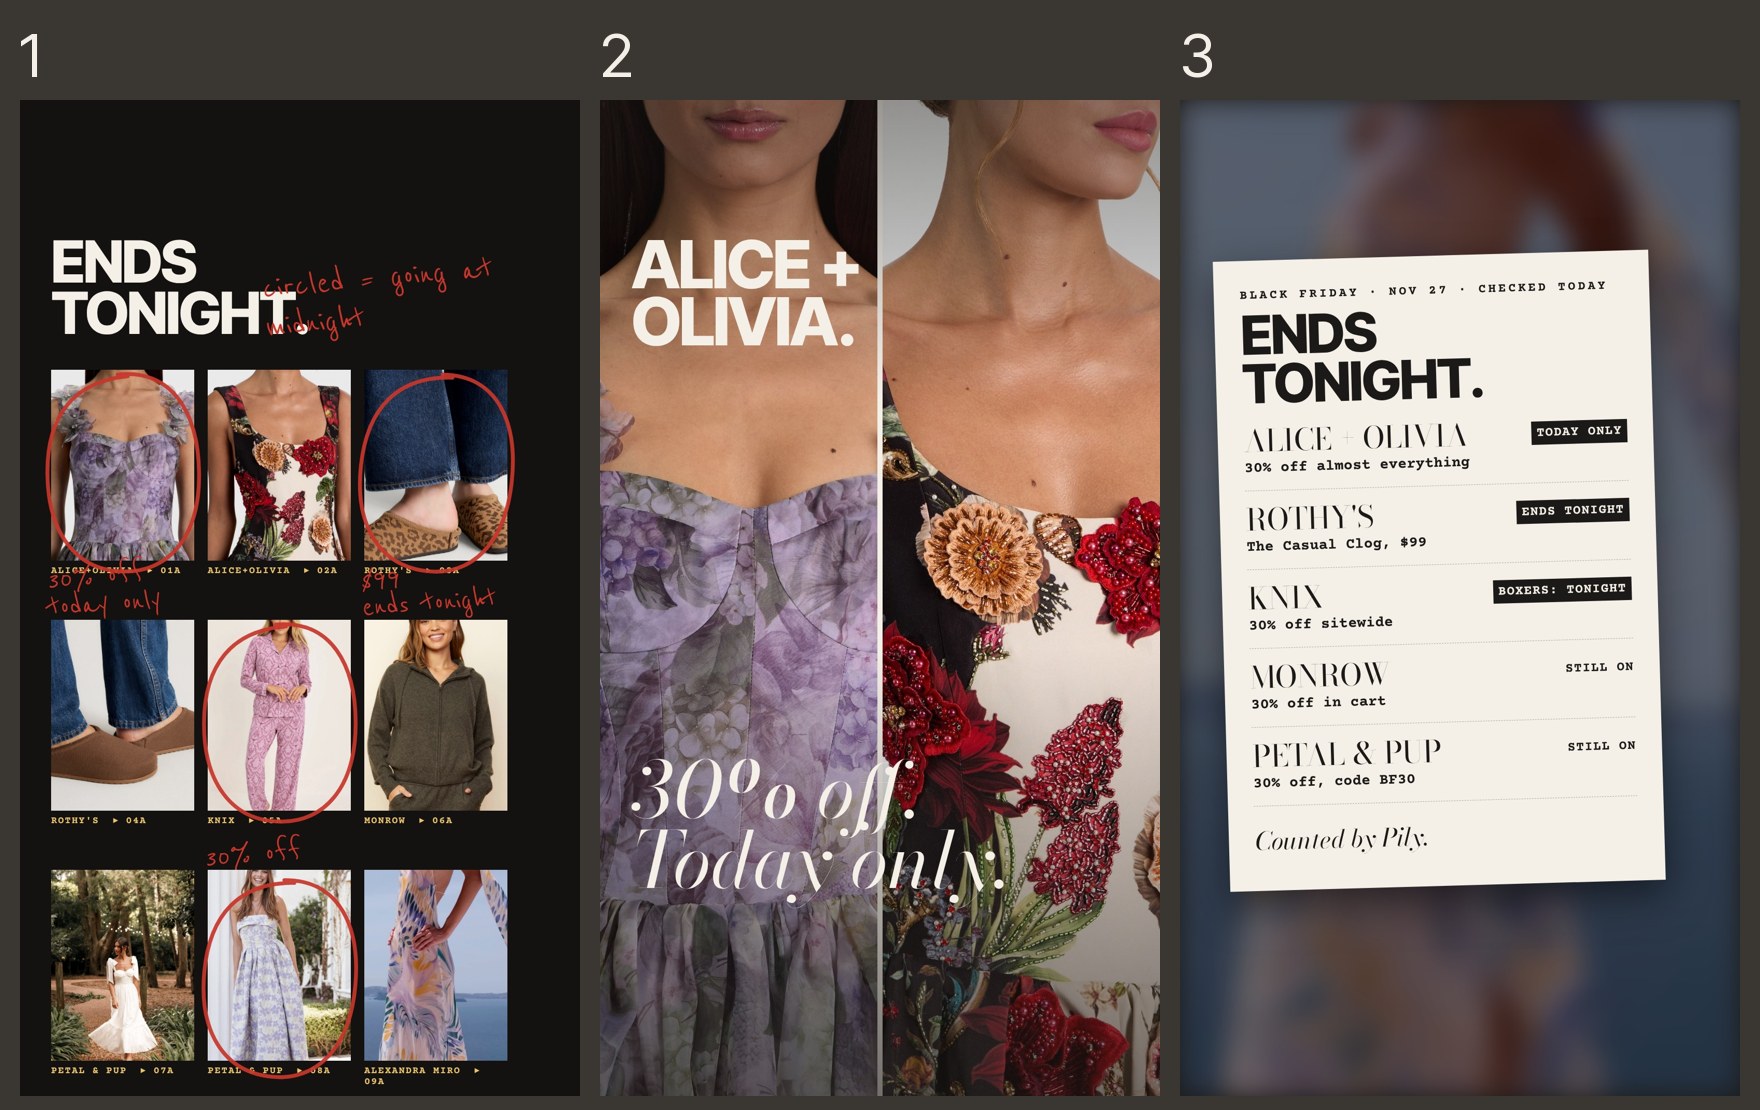 1
ENDS
TONIGHT.
circled = going at
midnight
ALICE+OLIVIA ▸ 01A
ALICE+OLIVIA ▸ 02A
ROTHY'S ▸ 03A
30% off
today only
$99
ends tonight
ROTHY'S ▸ 04A
KNIX ▸ 05A
MONROW ▸ 06A
30% off
PETAL & PUP ▸ 07A
PETAL & PUP ▸ 08A
ALEXANDRA MIRO ▸
09A
2
ALICE +
OLIVIA.
30% off.
Today only.
3
BLACK FRIDAY · NOV 27 · CHECKED TODAY
ENDS
TONIGHT.
ALICE + OLIVIA
TODAY ONLY
30% off almost everything
ROTHY'S
ENDS TONIGHT
The Casual Clog, $99
KNIX
BOXERS: TONIGHT
30% off sitewide
MONROW
STILL ON
30% off in cart
PETAL & PUP
STILL ON
30% off, code BF30
Counted by Pily.